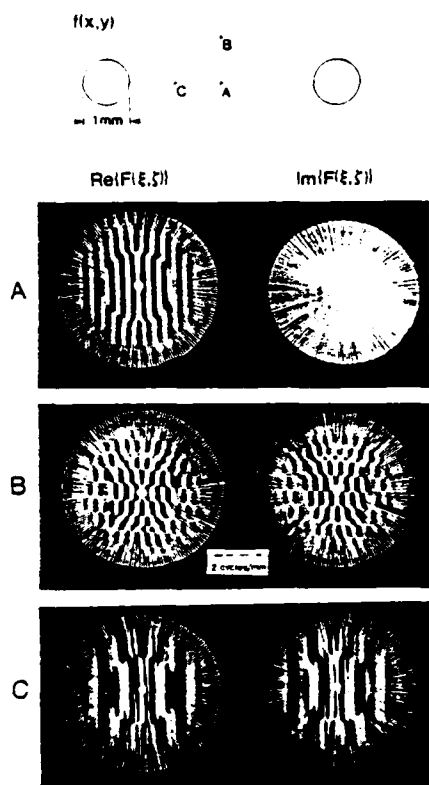 f(x,y)
B
C A
1mm
Re{F(ξ,ζ)} Im{F(ξ,ζ)}
A
B
2 cycles/mm
C